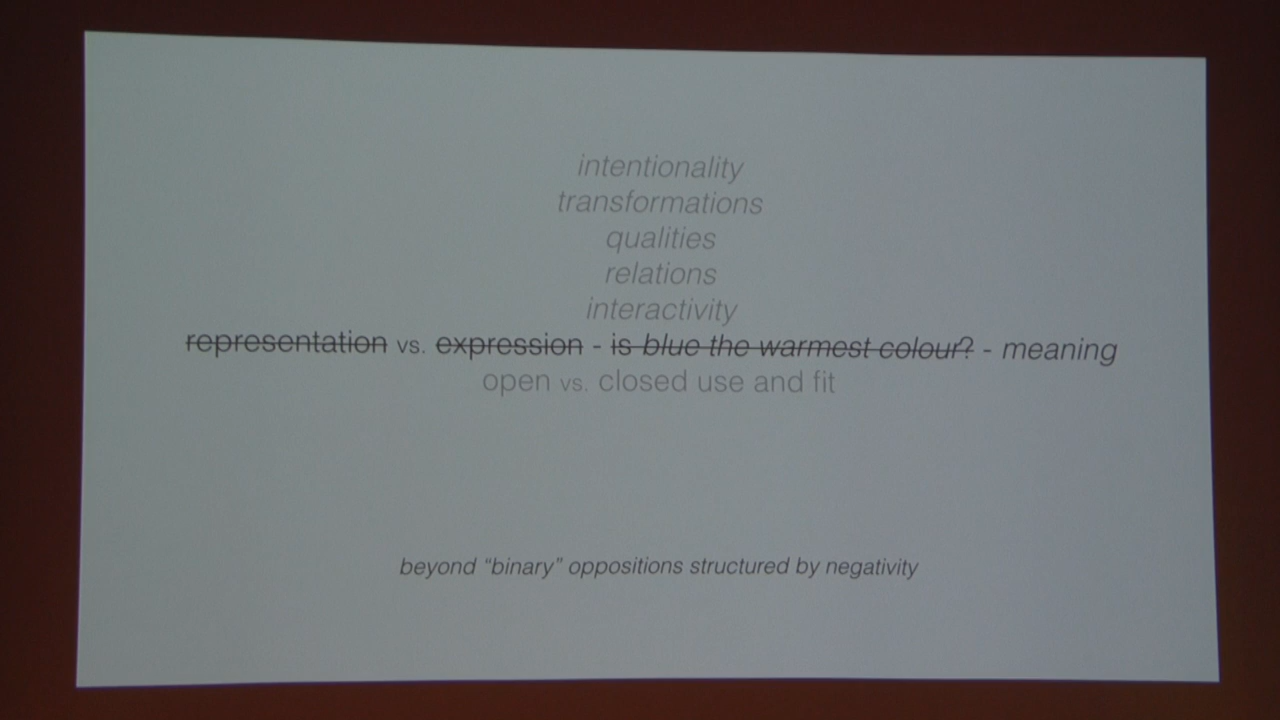 intentionality
transformations
qualities
relations
interactivity
representation vs. expression - is blue the warmest colour? - meaning
open vs. closed use and fit
beyond “binary” oppositions structured by negativity